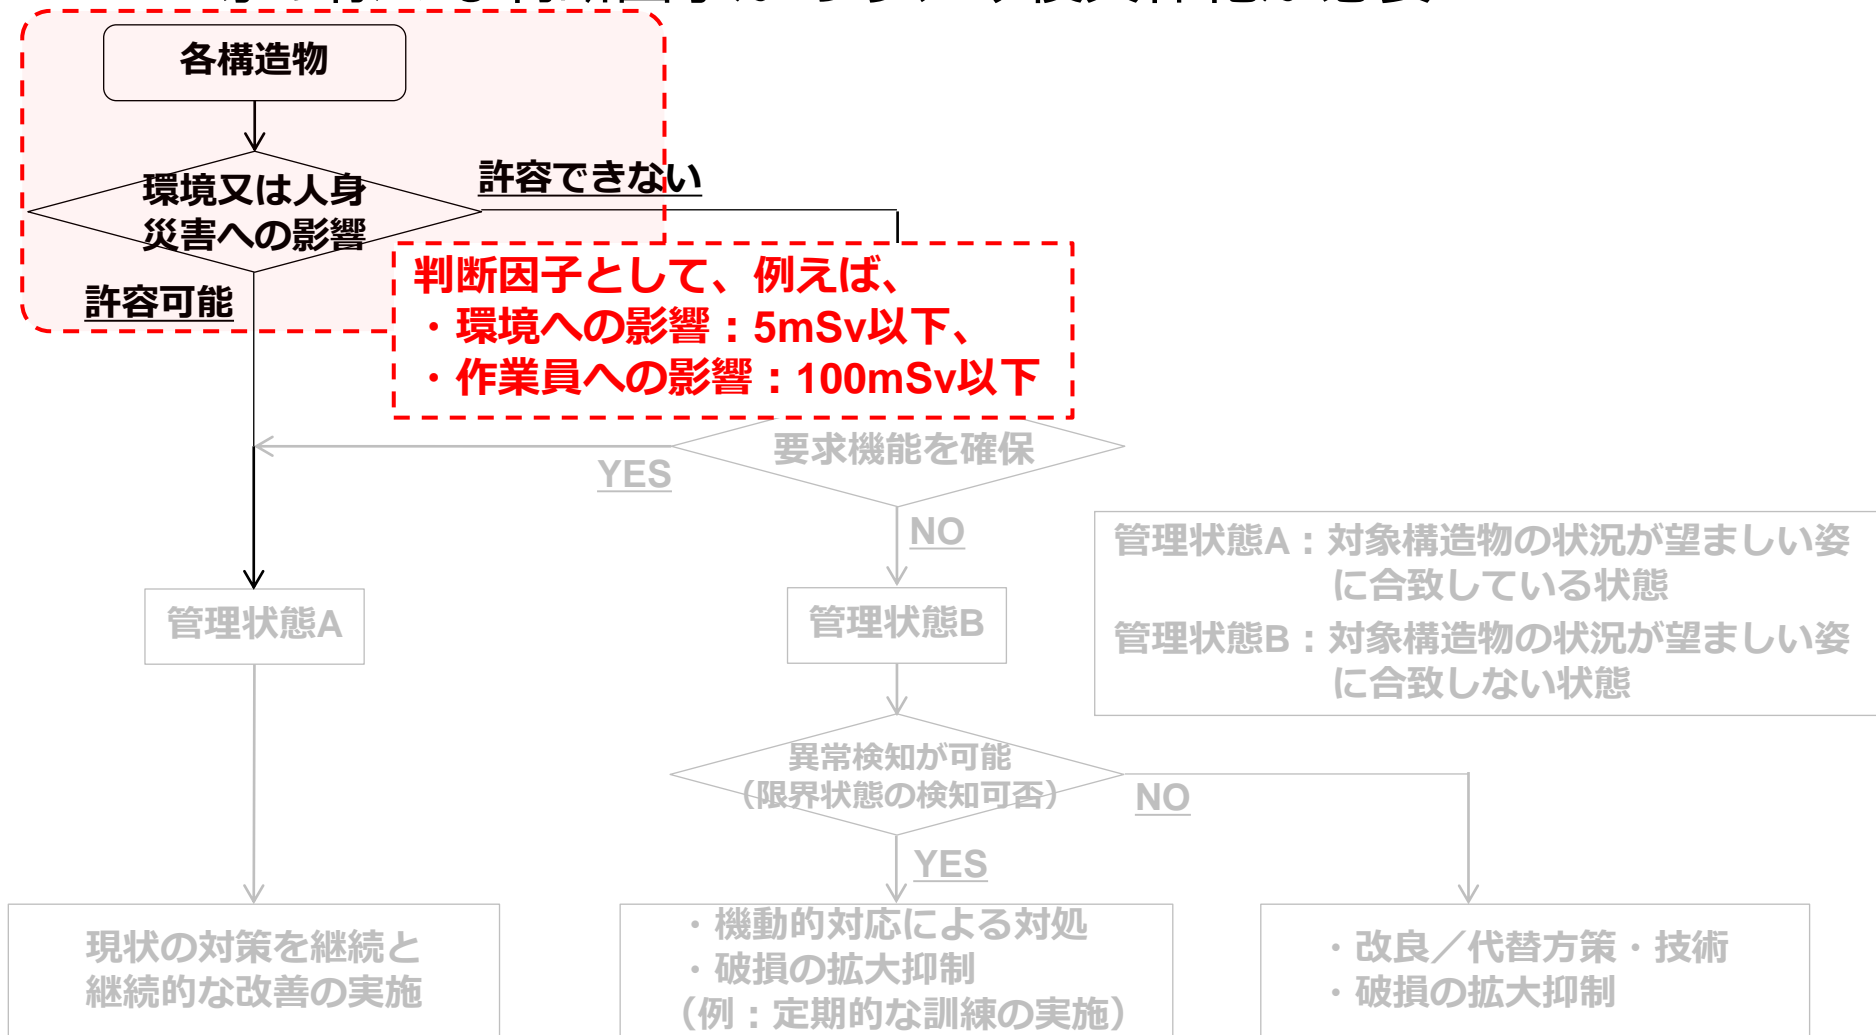 各構造物
環境又は人身
災害への影響
許容できない
許容可能
判断因子として、例えば、
・環境への影響：5mSv以下、
・作業員への影響：100mSv以下
要求機能を確保
YES
NO
管理状態A：対象構造物の状況が望ましい姿
に合致している状態
管理状態B：対象構造物の状況が望ましい姿
に合致しない状態
管理状態A
管理状態B
異常検知が可能
（限界状態の検知可否）
NO
YES
現状の対策を継続と
継続的な改善の実施
・機動的対応による対処
・破損の拡大抑制
（例：定期的な訓練の実施）
・改良／代替方策・技術
・破損の拡大抑制